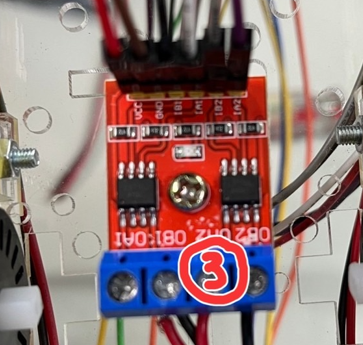 VCC GND IB1 IA1 IB2 IA2
OB1 OA1 OB2 OA2
3